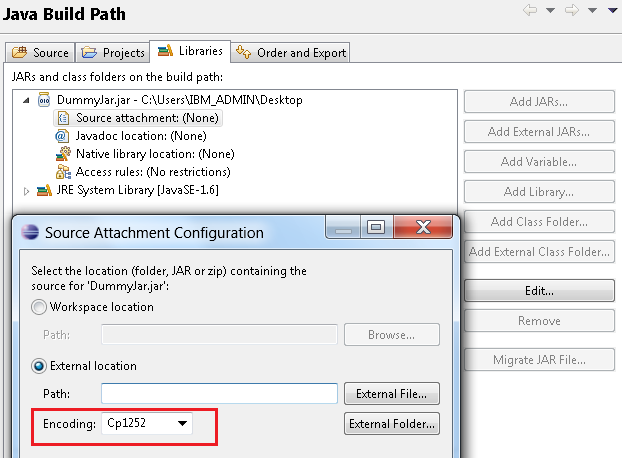 Java Build Path
Source
Projects
Libraries
Order and Export
JARs and class folders on the build path:
DummyJar.jar - C:\Users\IBM_ADMIN\Desktop
Source attachment: (None)
Javadoc location: (None)
Native library location: (None)
Access rules: (No restrictions)
JRE System Library [JavaSE-1.6]
Add JARs...
Add External JARs...
Add Variable...
Add Library...
Add Class Folder...
Add External Class Folder...
Edit...
Remove
Migrate JAR File...
Source Attachment Configuration
Select the location (folder, JAR or zip) containing the
source for 'DummyJar.jar':
Workspace location
Path:
Browse...
External location
Path:
External File...
Encoding: Cp1252
External Folder...